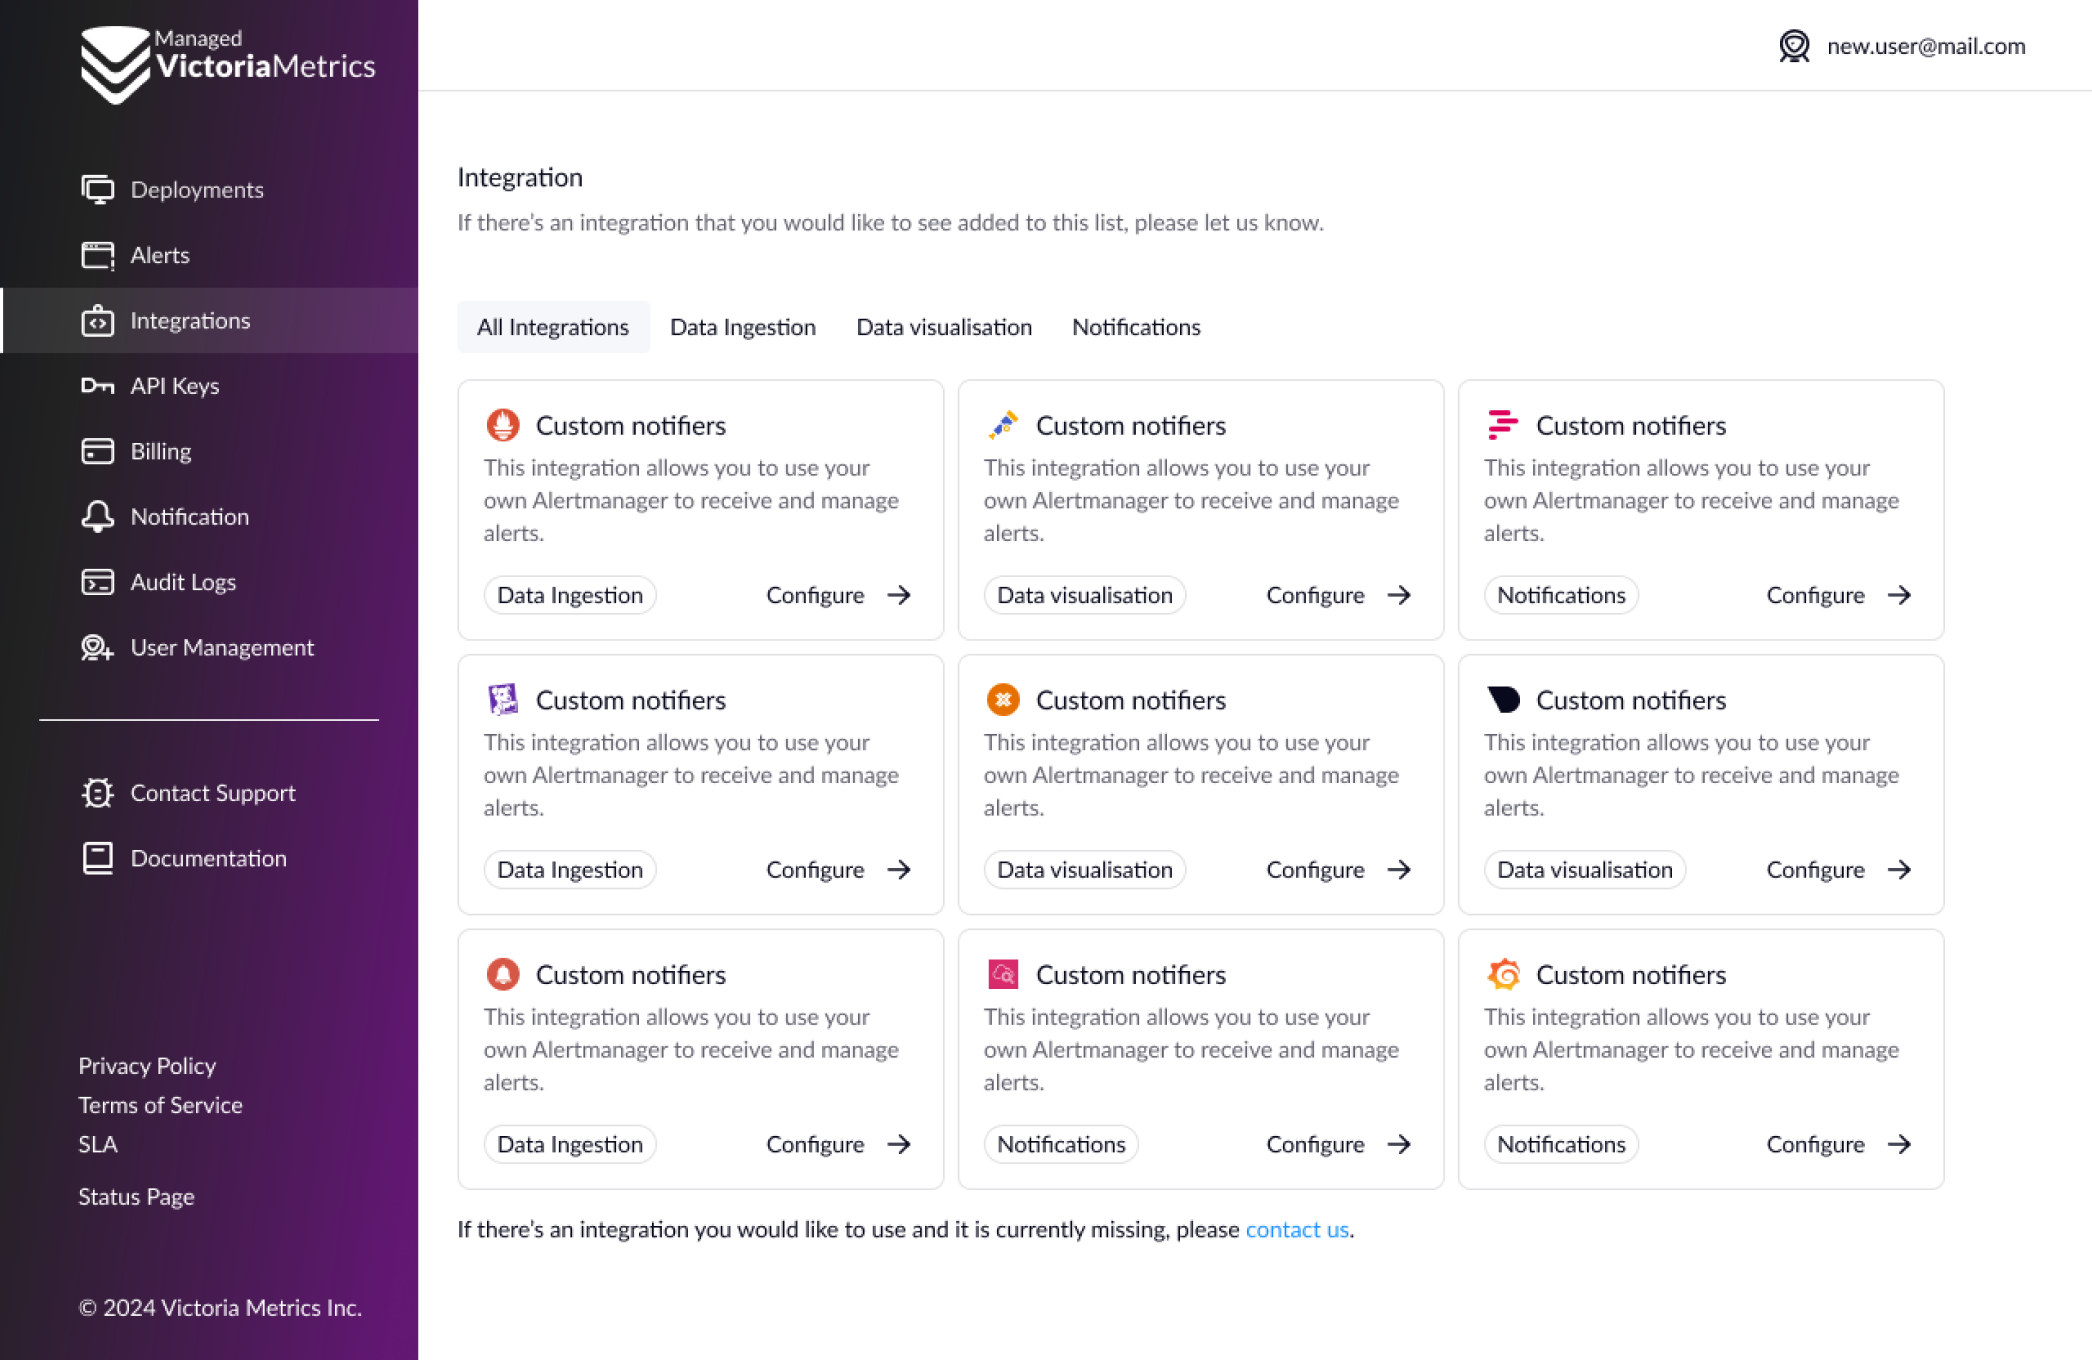 Managed
VictoriaMetrics
new.user@mail.com
Deployments
Alerts
Integrations
API Keys
Billing
Notification
Audit Logs
User Management
Contact Support
Documentation
Privacy Policy
Terms of Service
SLA
Status Page
© 2024 Victoria Metrics Inc.
Integration
If there's an integration that you would like to see added to this list, please let us know.
All Integrations
Data Ingestion
Data visualisation
Notifications
Custom notifiers
This integration allows you to use your
own Alertmanager to receive and manage
alerts.
Data Ingestion
Configure
Custom notifiers
This integration allows you to use your
own Alertmanager to receive and manage
alerts.
Data visualisation
Configure
Custom notifiers
This integration allows you to use your
own Alertmanager to receive and manage
alerts.
Notifications
Configure
Custom notifiers
This integration allows you to use your
own Alertmanager to receive and manage
alerts.
Data Ingestion
Configure
Custom notifiers
This integration allows you to use your
own Alertmanager to receive and manage
alerts.
Data visualisation
Configure
Custom notifiers
This integration allows you to use your
own Alertmanager to receive and manage
alerts.
Data visualisation
Configure
Custom notifiers
This integration allows you to use your
own Alertmanager to receive and manage
alerts.
Data Ingestion
Configure
Custom notifiers
This integration allows you to use your
own Alertmanager to receive and manage
alerts.
Notifications
Configure
Custom notifiers
This integration allows you to use your
own Alertmanager to receive and manage
alerts.
Notifications
Configure
If there's an integration you would like to use and it is currently missing, please contact us.